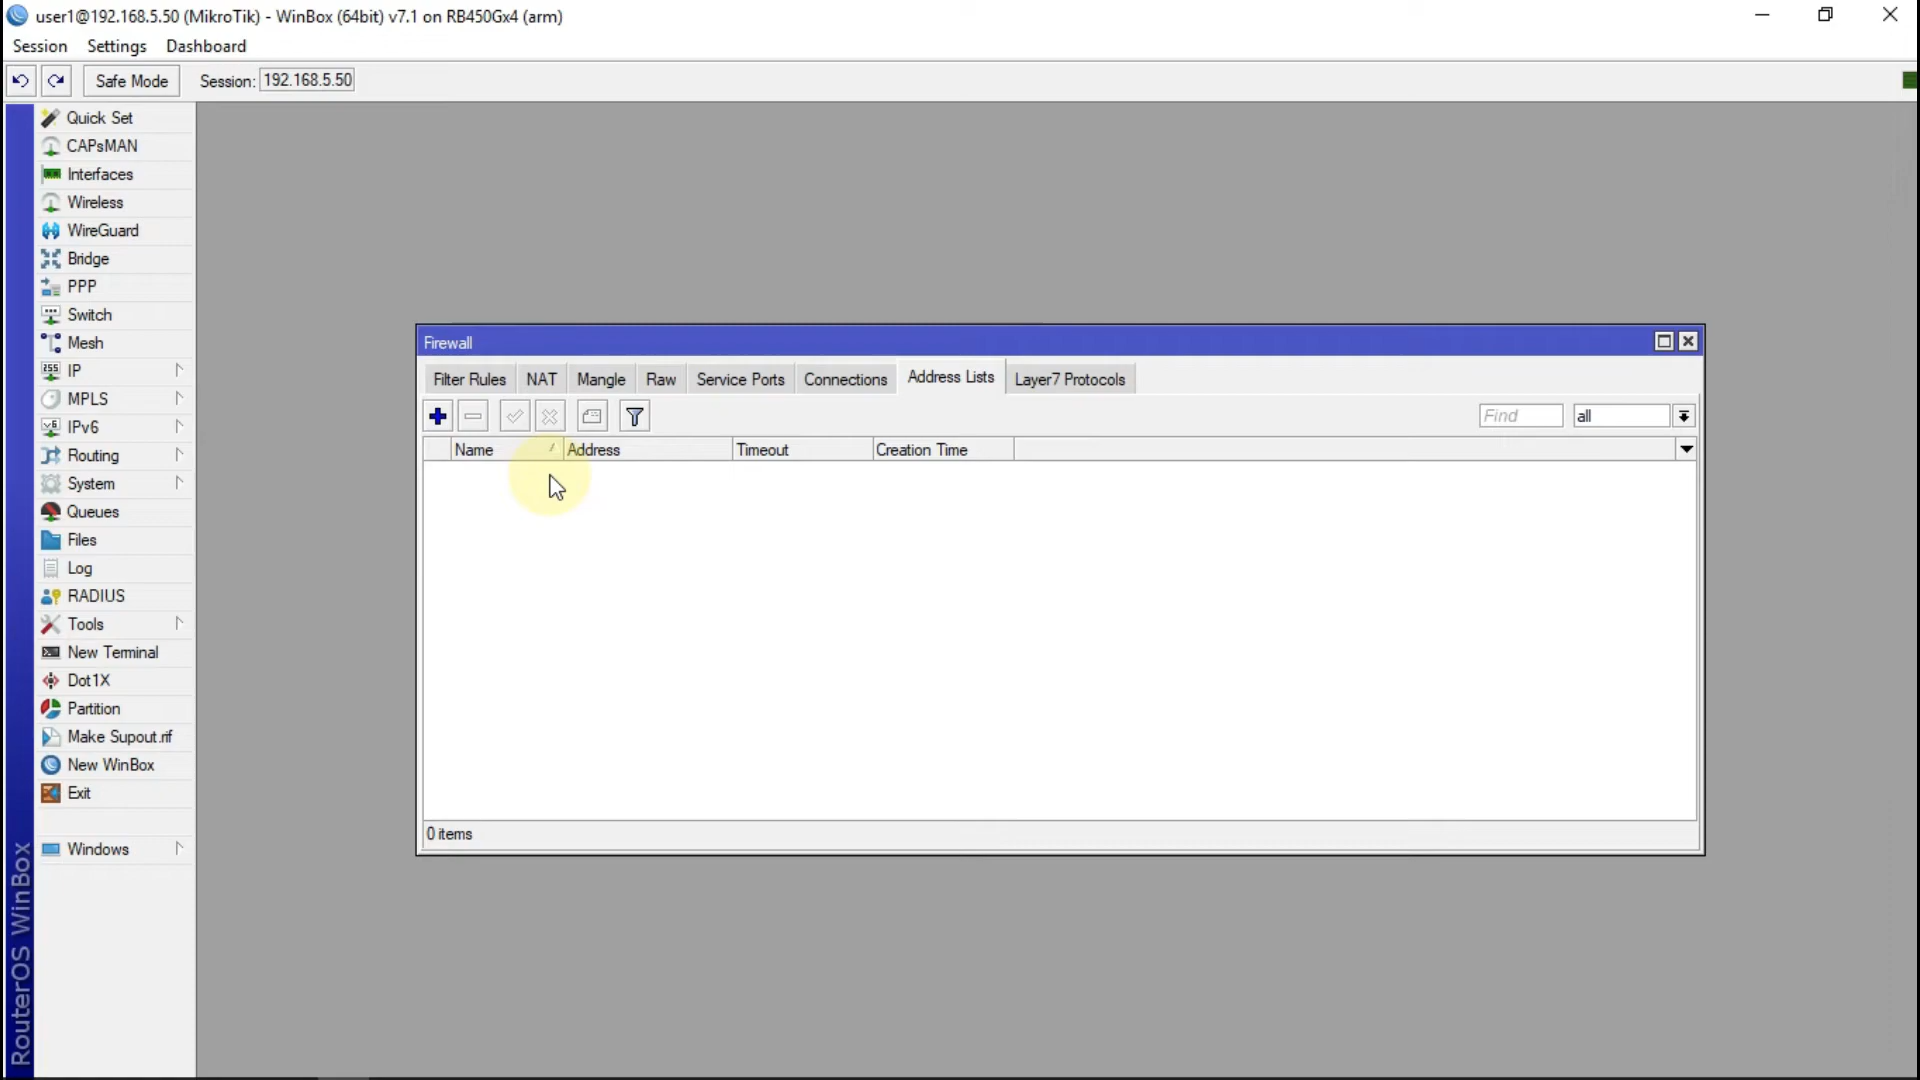 user1@192.168.5.50 (MikroTik) - WinBox (64bit) v7.1 on RB450Gx4 (arm)
Session Settings Dashboard
Safe Mode Session: 192.168.5.50
Quick Set
CAPsMAN
Interfaces
Wireless
WireGuard
Bridge
PPP
Switch
Mesh
IP
MPLS
IPv6
Routing
System
Queues
Files
Log
RADIUS
Tools
New Terminal
Dot1X
Partition
Make Supout.rif
New WinBox
Exit
Windows
RouterOS WinBox
Firewall
Filter Rules NAT Mangle Raw Service Ports Connections Address Lists Layer7 Protocols
Find all
Name Address Timeout Creation Time
0 items